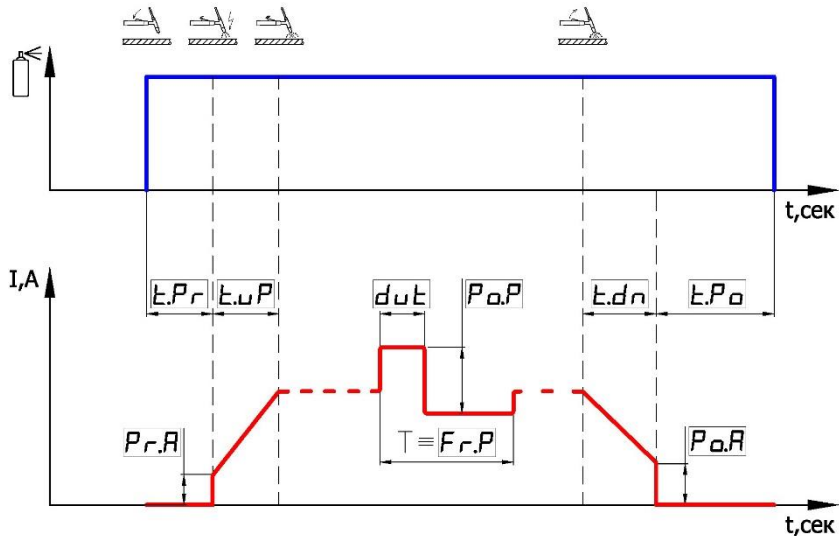 t,сек
I,A
t.Pr
t.uP
dut
Po.P
t.dn
t.Po
Pr.A
T ≡ Fr.P
Po.A
t,сек